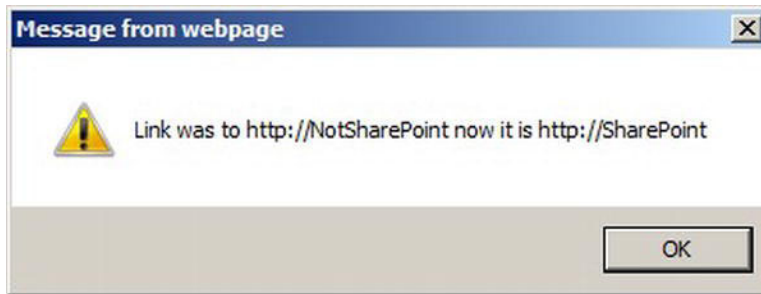 Message from webpage
Link was to http://NotSharePoint now it is http://SharePoint
OK